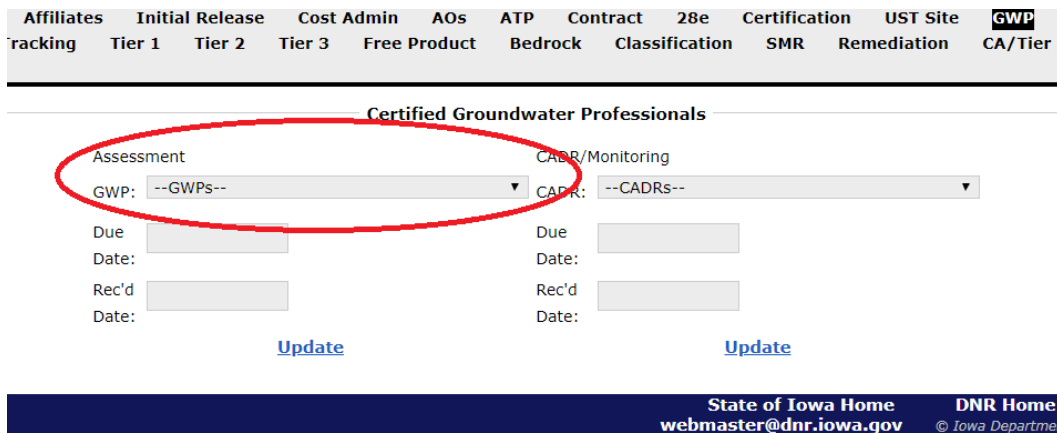 Affiliates Initial Release Cost Admin AOs ATP Contract 28e Certification UST Site GWP
Tracking Tier 1 Tier 2 Tier 3 Free Product Bedrock Classification SMR Remediation CA/Tier
Certified Groundwater Professionals
Assessment CADR/Monitoring
GWP: --GWPs-- CADR: --CADRs--
Due Date: Due Date:
Rec'd Date: Rec'd Date:
Update Update
State of Iowa Home DNR Home
webmaster@dnr.iowa.gov © Iowa Departme